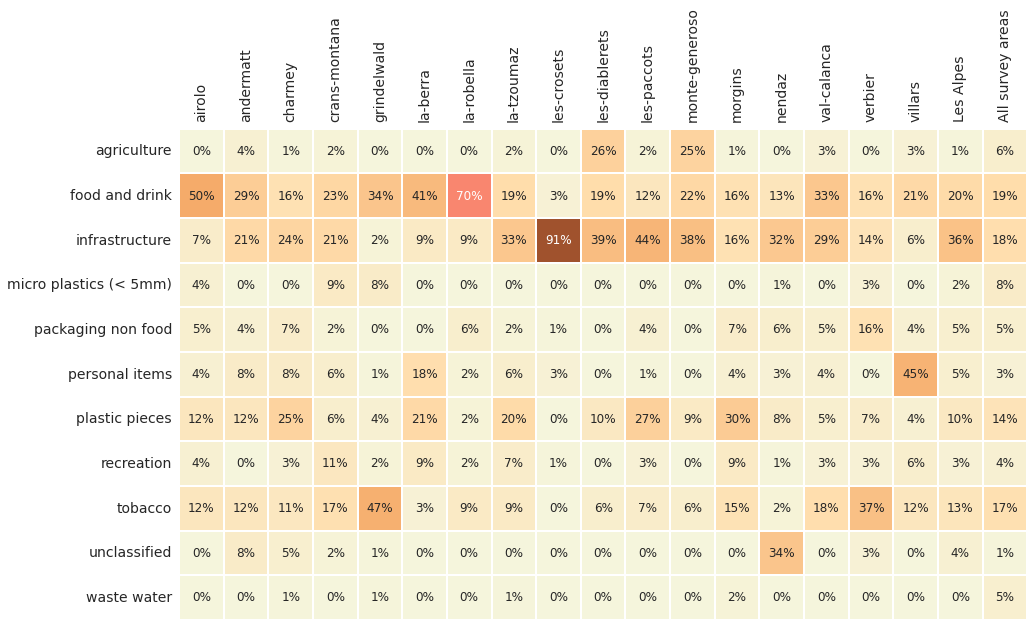 airolo andermatt charmey crans-montana grindelwald la-berra la-robella la-tzoumaz les-crosets les-diablerets les-paccots monte-generoso morgins nendaz val-calanca verbier villars Les Alpes All survey areas
agriculture 0% 4% 1% 2% 0% 0% 0% 2% 0% 26% 2% 25% 1% 0% 3% 0% 3% 1% 6%
food and drink 50% 29% 16% 23% 34% 41% 70% 19% 3% 19% 12% 22% 16% 13% 33% 16% 21% 20% 19%
infrastructure 7% 21% 24% 21% 2% 9% 9% 33% 91% 39% 44% 38% 16% 32% 29% 14% 6% 36% 18%
micro plastics (< 5mm) 4% 0% 0% 9% 8% 0% 0% 0% 0% 0% 0% 0% 0% 1% 0% 3% 0% 2% 8%
packaging non food 5% 4% 7% 2% 0% 0% 6% 2% 1% 0% 4% 0% 7% 6% 5% 16% 4% 5% 5%
personal items 4% 8% 8% 6% 1% 18% 2% 6% 3% 0% 1% 0% 4% 3% 4% 0% 45% 5% 3%
plastic pieces 12% 12% 25% 6% 4% 21% 2% 20% 0% 10% 27% 9% 30% 8% 5% 7% 4% 10% 14%
recreation 4% 0% 3% 11% 2% 9% 2% 7% 1% 0% 3% 0% 9% 1% 3% 3% 6% 3% 4%
tobacco 12% 12% 11% 17% 47% 3% 9% 9% 0% 6% 7% 6% 15% 2% 18% 37% 12% 13% 17%
unclassified 0% 8% 5% 2% 1% 0% 0% 0% 0% 0% 0% 0% 0% 34% 0% 3% 0% 4% 1%
waste water 0% 0% 1% 0% 1% 0% 0% 1% 0% 0% 0% 0% 2% 0% 0% 0% 0% 0% 5%